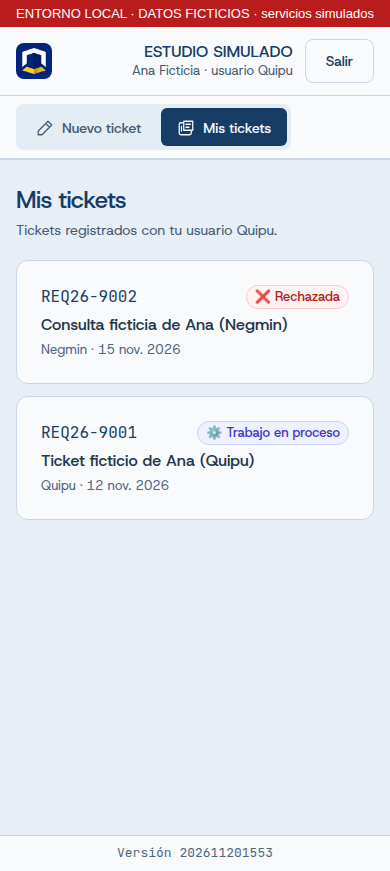 ENTORNO LOCAL · DATOS FICTICIOS · servicios simulados
ESTUDIO SIMULADO
Ana Ficticia · usuario Quipu
Salir
Nuevo ticket
Mis tickets
Mis tickets
Tickets registrados con tu usuario Quipu.
REQ26-9002
❌ Rechazada
Consulta ficticia de Ana (Negmin)
Negmin · 15 nov. 2026
REQ26-9001
⚙️ Trabajo en proceso
Ticket ficticio de Ana (Quipu)
Quipu · 12 nov. 2026
Versión 202611201553